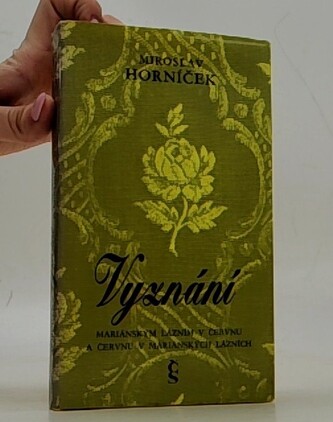 MIROSLAV
HORNÍČEK
Vyznání
MARIÁNSKÝM LÁZNÍM V ČERVNU
A ČERVNU V MARIÁNSKÝCH LÁZNÍCH